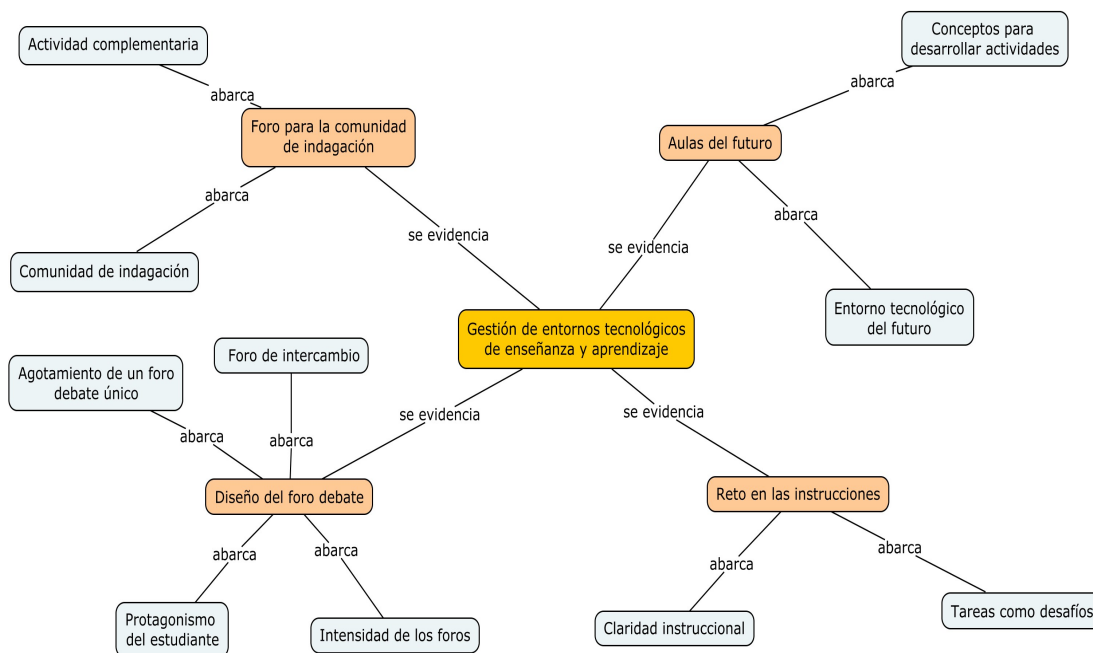 Actividad complementaria
Conceptos para
desarrollar actividades
abarca
abarca
Foro para la comunidad
de indagación
Aulas del futuro
abarca
abarca
se evidencia
se evidencia
Comunidad de indagación
Entorno tecnológico
del futuro
Gestión de entornos tecnológicos
de enseñanza y aprendizaje
Foro de intercambio
Agotamiento de un foro
debate único
se evidencia
se evidencia
abarca
abarca
Diseño del foro debate
Reto en las instrucciones
abarca
abarca
abarca
abarca
Protagonismo
del estudiante
Intensidad de los foros
Claridad instruccional
Tareas como desafíos